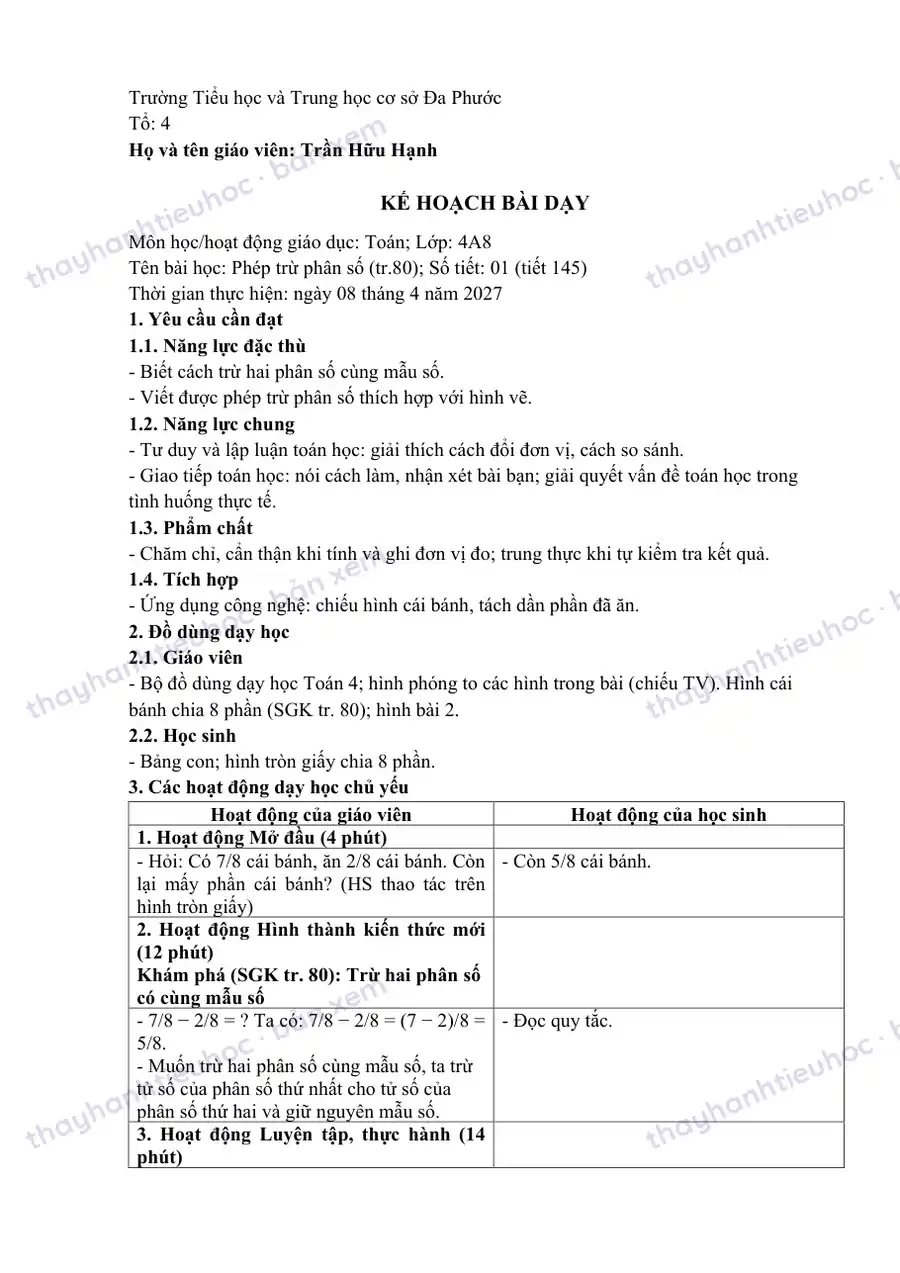 Trường Tiểu học và Trung học cơ sở Đa Phước
Tổ: 4
Họ và tên giáo viên: Trần Hữu Hạnh
KẾ HOẠCH BÀI DẠY
Môn học/hoạt động giáo dục: Toán; Lớp: 4A8
Tên bài học: Phép trừ phân số (tr.80); Số tiết: 01 (tiết 145)
Thời gian thực hiện: ngày 08 tháng 4 năm 2027
1. Yêu cầu cần đạt
1.1. Năng lực đặc thù
- Biết cách trừ hai phân số cùng mẫu số.
- Viết được phép trừ phân số thích hợp với hình vẽ.
1.2. Năng lực chung
- Tư duy và lập luận toán học: giải thích cách đổi đơn vị, cách so sánh.
- Giao tiếp toán học: nói cách làm, nhận xét bài bạn; giải quyết vấn đề toán học trong
tình huống thực tế.
1.3. Phẩm chất
- Chăm chỉ, cẩn thận khi tính và ghi đơn vị đo; trung thực khi tự kiểm tra kết quả.
1.4. Tích hợp
- Ứng dụng công nghệ: chiếu hình cái bánh, tách dần phần đã ăn.
2. Đồ dùng dạy học
2.1. Giáo viên
- Bộ đồ dùng dạy học Toán 4; hình phóng to các hình trong bài (chiếu TV). Hình cái
bánh chia 8 phần (SGK tr. 80); hình bài 2.
2.2. Học sinh
- Bảng con; hình tròn giấy chia 8 phần.
3. Các hoạt động dạy học chủ yếu
Hoạt động của giáo viên
Hoạt động của học sinh
1. Hoạt động Mở đầu (4 phút)
- Hỏi: Có 7/8 cái bánh, ăn 2/8 cái bánh. Còn
lại mấy phần cái bánh? (HS thao tác trên
hình tròn giấy)
- Còn 5/8 cái bánh.
2. Hoạt động Hình thành kiến thức mới
(12 phút)
Khám phá (SGK tr. 80): Trừ hai phân số
có cùng mẫu số
- 7/8 − 2/8 = ? Ta có: 7/8 − 2/8 = (7 − 2)/8 =
5/8.
- Muốn trừ hai phân số cùng mẫu số, ta trừ
tử số của phân số thứ nhất cho tử số của
phân số thứ hai và giữ nguyên mẫu số.
- Đọc quy tắc.
3. Hoạt động Luyện tập, thực hành (14
phút)
thayhanhtieuhoc · bản xem
thayhanhtieuhoc · b
thayhanhtieuhoc · bản xem
thayhanhtieuhoc · b
thayhanhtieuhoc · bản xem
thayhanhtieuhoc · b